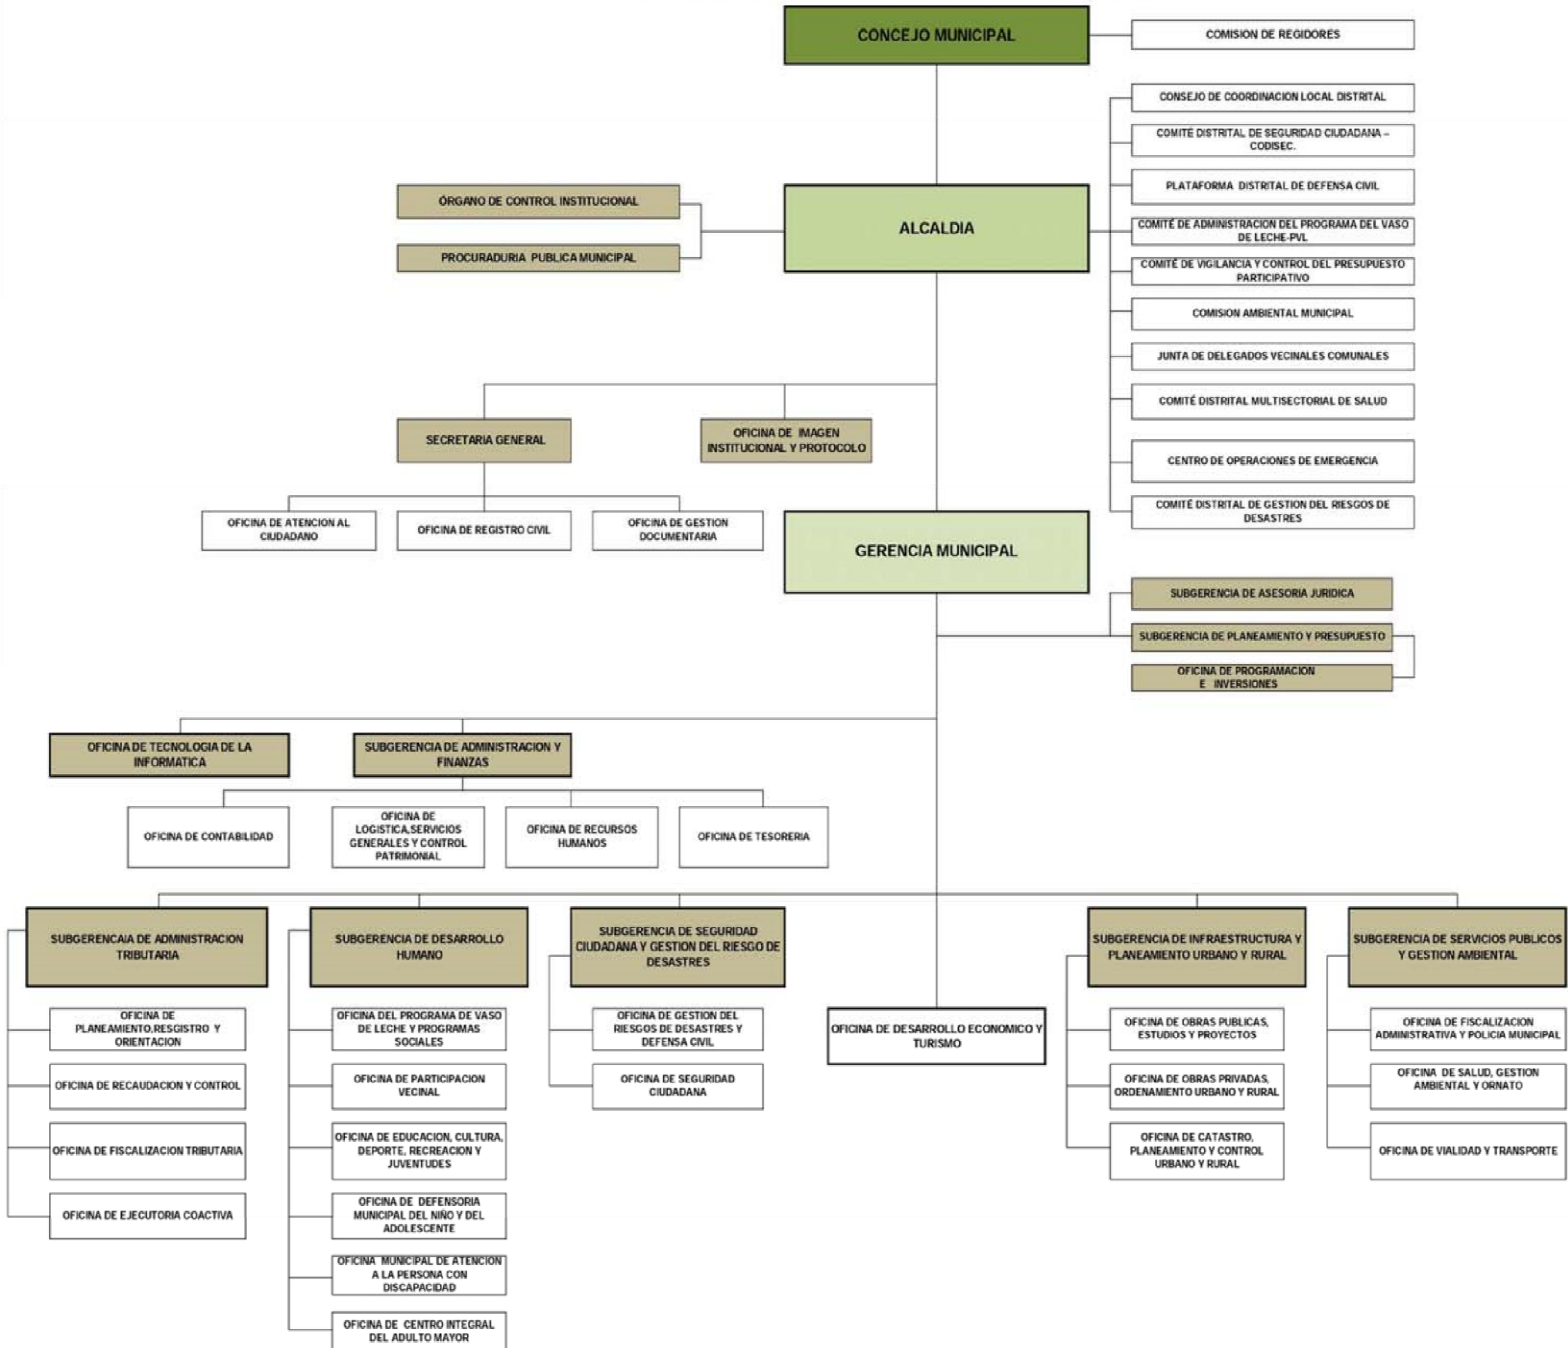 CONCEJO MUNICIPAL
COMISION DE REGIDORES
CONSEJO DE COORDINACION LOCAL DISTRITAL
COMITÉ DISTRITAL DE SEGURIDAD CIUDADANA –
CODISEC.
PLATAFORMA DISTRITAL DE DEFENSA CIVIL
COMITÉ DE ADMINISTRACION DEL PROGRAMA DEL VASO
DE LECHE-PVL
COMITÉ DE VIGILANCIA Y CONTROL DEL PRESUPUESTO
PARTICIPATIVO
COMISION AMBIENTAL MUNICIPAL
JUNTA DE DELEGADOS VECINALES COMUNALES
COMITÉ DISTRITAL MULTISECTORIAL DE SALUD
CENTRO DE OPERACIONES DE EMERGENCIA
COMITÉ DISTRITAL DE GESTION DEL RIESGOS DE
DESASTRES
ÓRGANO DE CONTROL INSTITUCIONAL
PROCURADURIA PUBLICA MUNICIPAL
ALCALDIA
SECRETARIA GENERAL
OFICINA DE IMAGEN
INSTITUCIONAL Y PROTOCOLO
OFICINA DE ATENCION AL
CIUDADANO
OFICINA DE REGISTRO CIVIL
OFICINA DE GESTION
DOCUMENTARIA
GERENCIA MUNICIPAL
SUBGERENCIA DE ASESORIA JURIDICA
SUBGERENCIA DE PLANEAMIENTO Y PRESUPUESTO
OFICINA DE PROGRAMACION
E INVERSIONES
OFICINA DE TECNOLOGIA DE LA
INFORMATICA
SUBGERENCIA DE ADMINISTRACION Y
FINANZAS
OFICINA DE CONTABILIDAD
OFICINA DE
LOGISTICA,SERVICIOS
GENERALES Y CONTROL
PATRIMONIAL
OFICINA DE RECURSOS
HUMANOS
OFICINA DE TESORERIA
SUBGERENCAIA DE ADMINISTRACION
TRIBUTARIA
OFICINA DE
PLANEAMIENTO,RESGISTRO Y
ORIENTACION
OFICINA DE RECAUDACION Y CONTROL
OFICINA DE FISCALIZACION TRIBUTARIA
OFICINA DE EJECUTORIA COACTIVA
SUBGERENCIA DE DESARROLLO
HUMANO
OFICINA DEL PROGRAMA DE VASO
DE LECHE Y PROGRAMAS
SOCIALES
OFICINA DE PARTICIPACION
VECINAL
OFICINA DE EDUCACION, CULTURA,
DEPORTE, RECREACION Y
JUVENTUDES
OFICINA DE DEFENSORIA
MUNICIPAL DEL NIÑO Y DEL
ADOLESCENTE
OFICINA MUNICIPAL DE ATENCION
A LA PERSONA CON
DISCAPACIDAD
OFICINA DE CENTRO INTEGRAL
DEL ADULTO MAYOR
SUBGERENCIA DE SEGURIDAD
CIUDADANA Y GESTION DEL RIESGO DE
DESASTRES
OFICINA DE GESTION DEL
RIESGOS DE DESASTRES Y
DEFENSA CIVIL
OFICINA DE SEGURIDAD
CIUDADANA
OFICINA DE DESARROLLO ECONOMICO Y
TURISMO
SUBGERENCIA DE INFRAESTRUCTURA Y
PLANEAMIENTO URBANO Y RURAL
OFICINA DE OBRAS PUBLICAS,
ESTUDIOS Y PROYECTOS
OFICINA DE OBRAS PRIVADAS,
ORDENAMIENTO URBANO Y RURAL
OFICINA DE CATASTRO,
PLANEAMIENTO Y CONTROL
URBANO Y RURAL
SUBGERENCIA DE SERVICIOS PUBLICOS
Y GESTION AMBIENTAL
OFICINA DE FISCALIZACION
ADMINISTRATIVA Y POLICIA MUNICIPAL
OFICINA DE SALUD, GESTION
AMBIENTAL Y ORNATO
OFICINA DE VIALIDAD Y TRANSPORTE